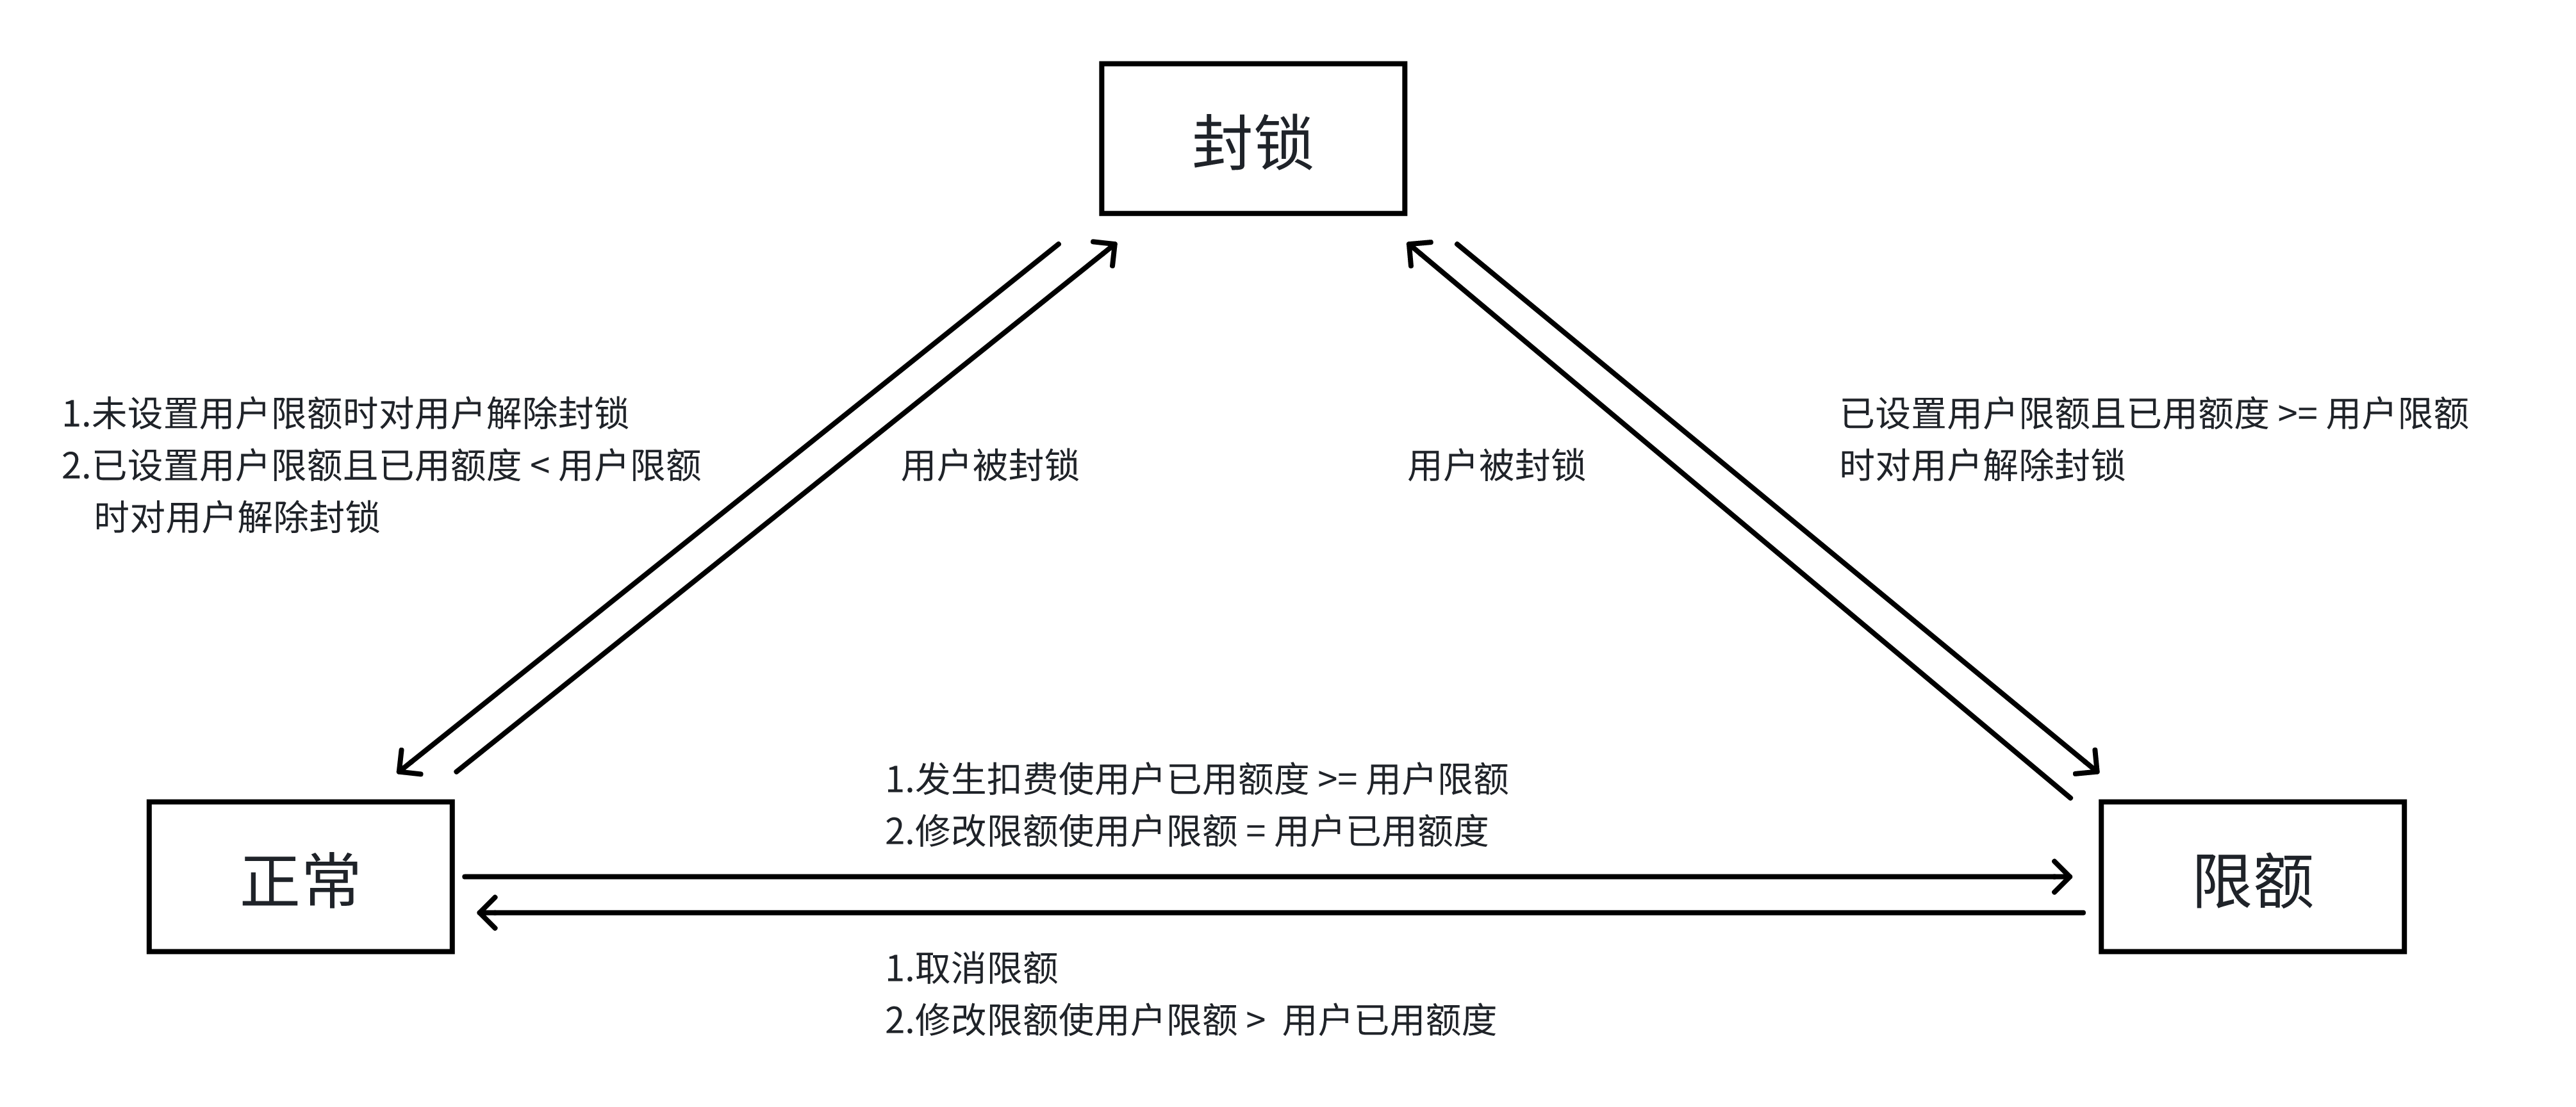 封锁
1.未设置用户限额时对用户解除封锁
2.已设置用户限额且已用额度 < 用户限额
时对用户解除封锁
用户被封锁
用户被封锁
已设置用户限额且已用额度 >= 用户限额
时对用户解除封锁
1.发生扣费使用户已用额度 >= 用户限额
2.修改限额使用户限额 = 用户已用额度
正常
限额
1.取消限额
2.修改限额使用户限额 > 用户已用额度